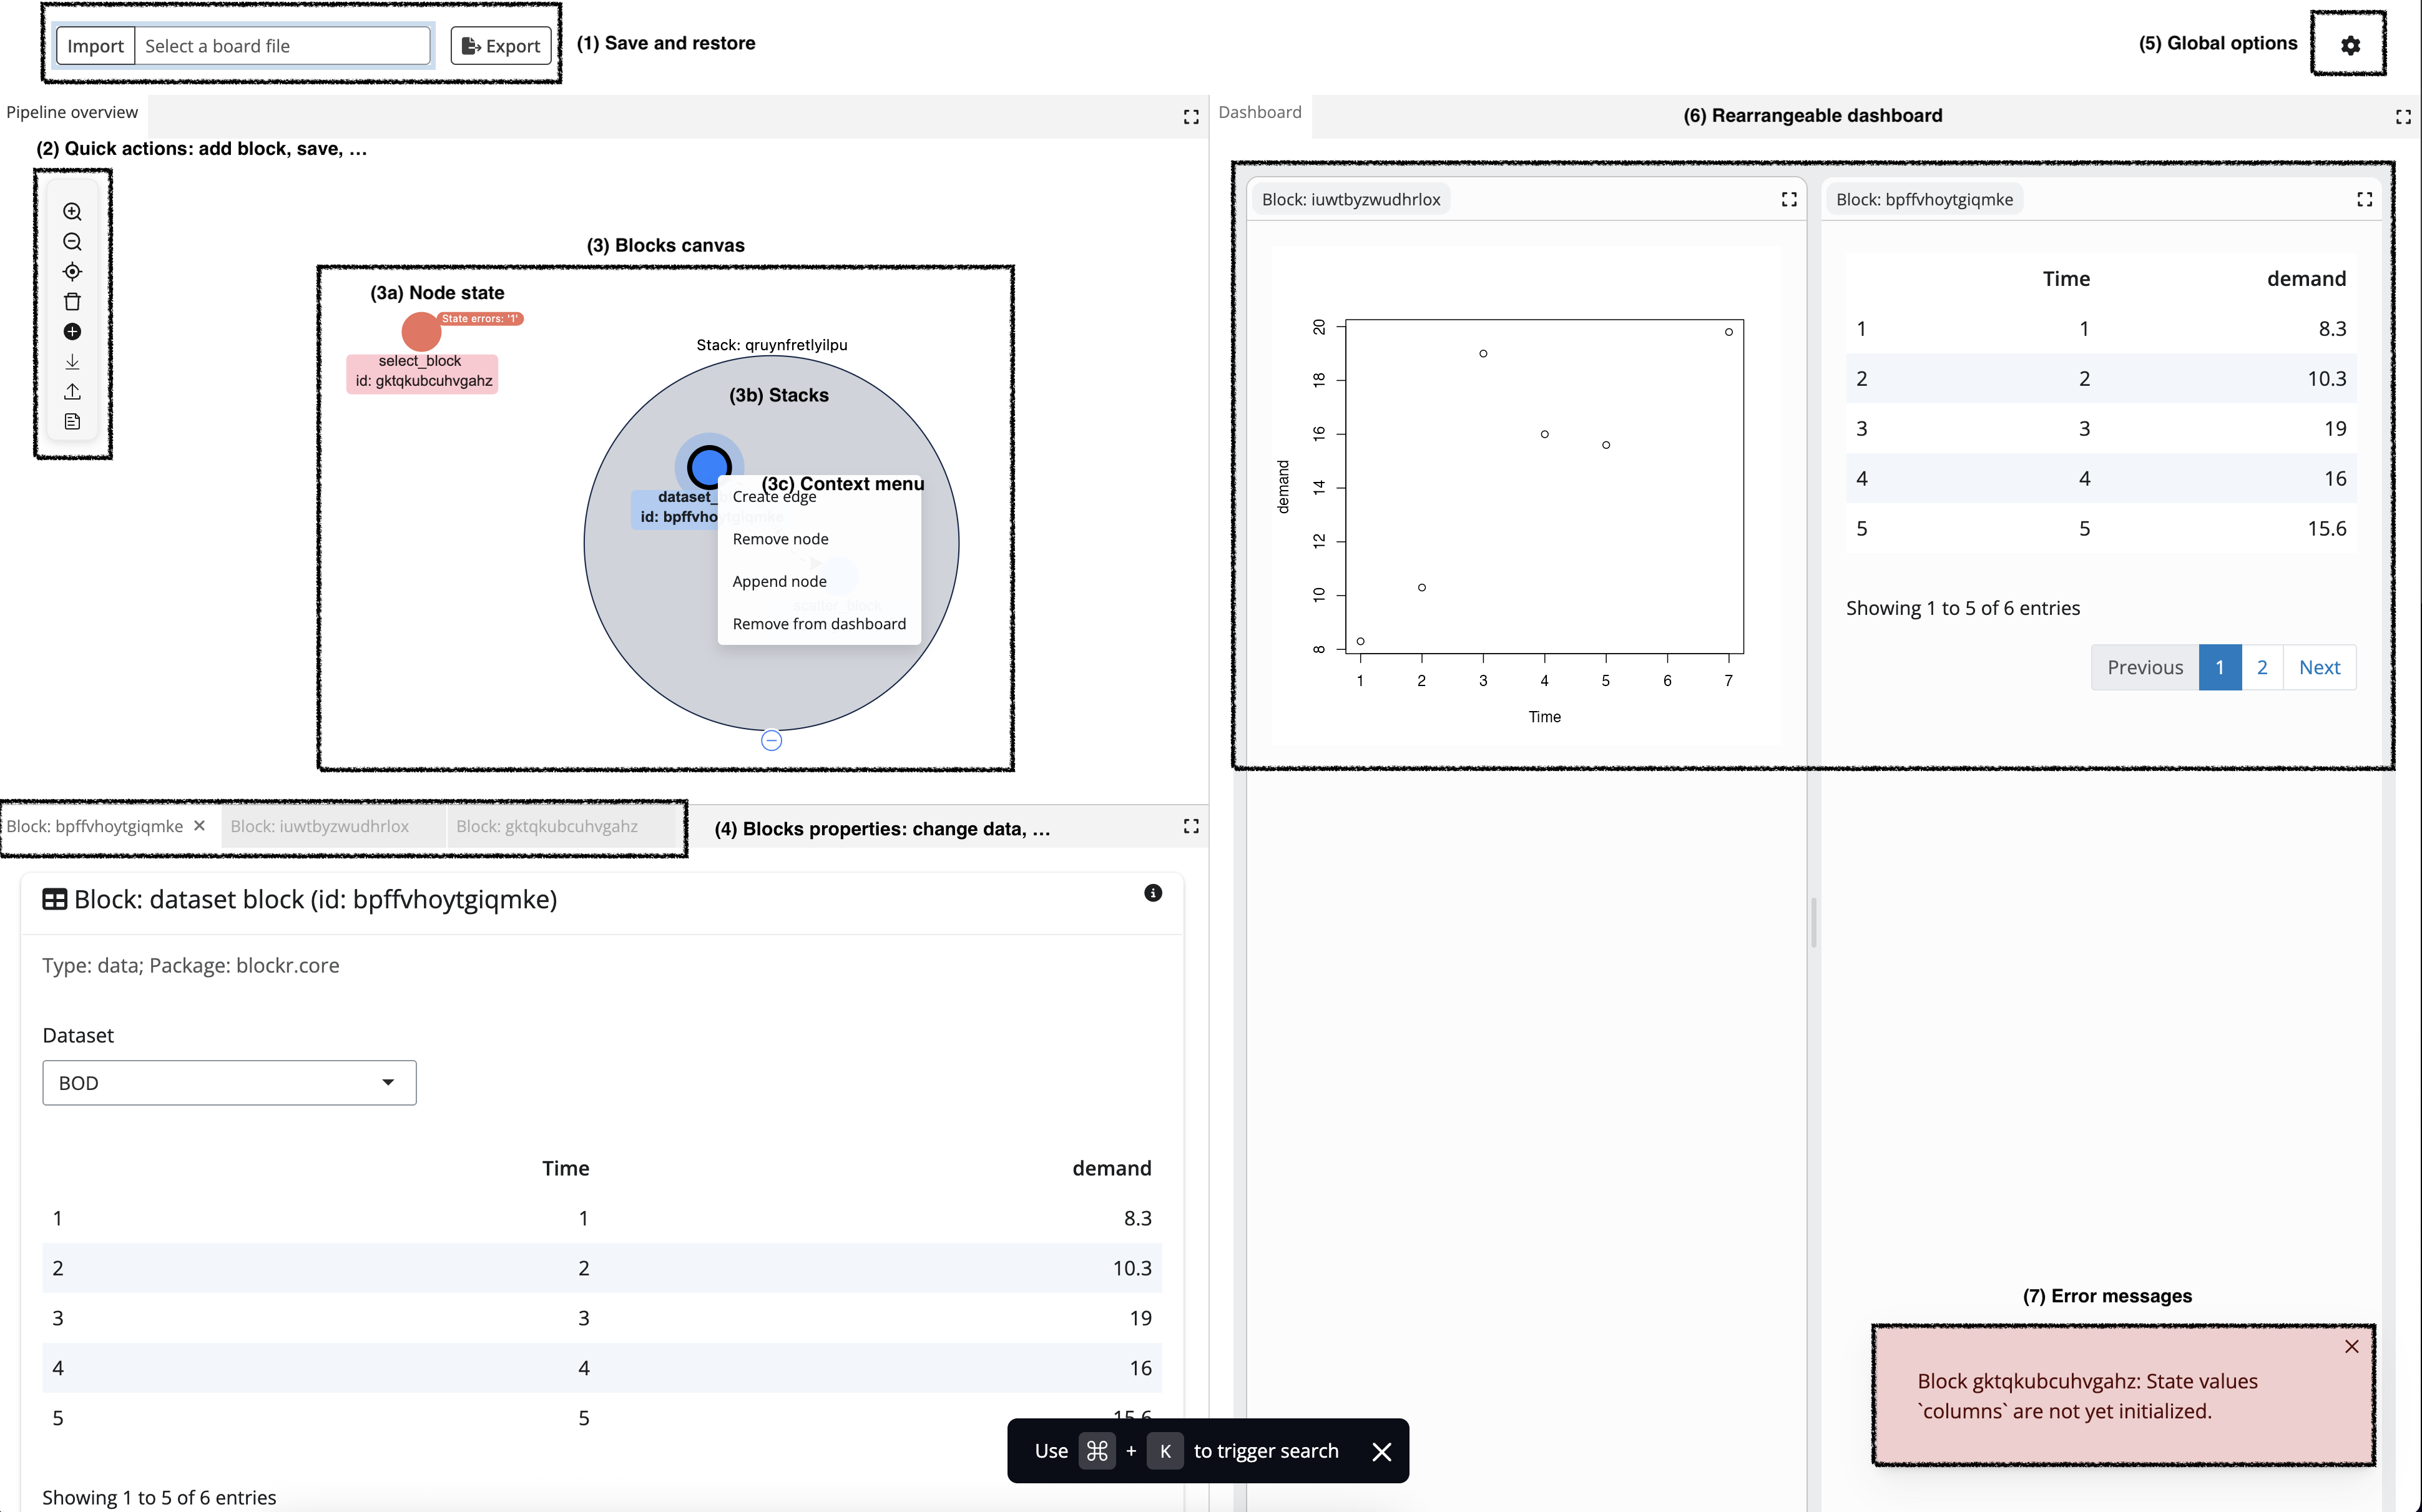 Import Select a board file Export (1) Save and restore
(5) Global options
Pipeline overview
Dashboard
(6) Rearrangeable dashboard
(2) Quick actions: add block, save, ...
(3) Blocks canvas
(3a) Node state
State errors: '1'
select_block
id: gktqkubcuhvgahz
Stack: qruynfretlyilpu
(3b) Stacks
dataset_
id: bpffvhoytgiqmke
(3c) Context menu
Create edge
Remove node
Append node
scatter_block
Remove from dashboard
Block: iuwtbyzwudhrlox
20
18
16
14
12
10
8
demand
1 2 3 4 5 6 7
Time
Block: bpffvhoytgiqmke
Time demand
1 1 8.3
2 2 10.3
3 3 19
4 4 16
5 5 15.6
Showing 1 to 5 of 6 entries
Previous 1 2 Next
Block: bpffvhoytgiqmke Block: iuwtbyzwudhrlox Block: gktqkubcuhvgahz
(4) Blocks properties: change data, ...
Block: dataset block (id: bpffvhoytgiqmke)
Type: data; Package: blockr.core
Dataset
BOD
Time demand
1 1 8.3
2 2 10.3
3 3 19
4 4 16
5 5 15.6
Showing 1 to 5 of 6 entries
(7) Error messages
Block gktqkubcuhvgahz: State values
`columns` are not yet initialized.
Use ⌘ + K to trigger search